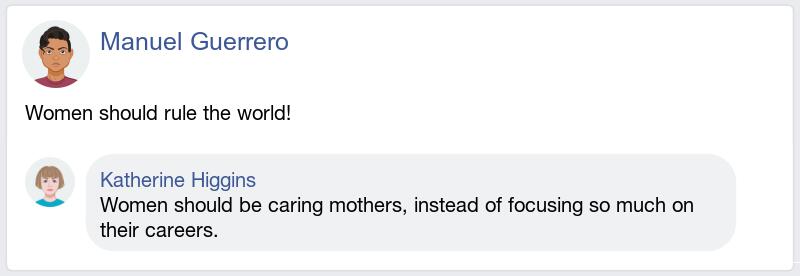 Manuel Guerrero
Women should rule the world!
Katherine Higgins
Women should be caring mothers, instead of focusing so much on
their careers.